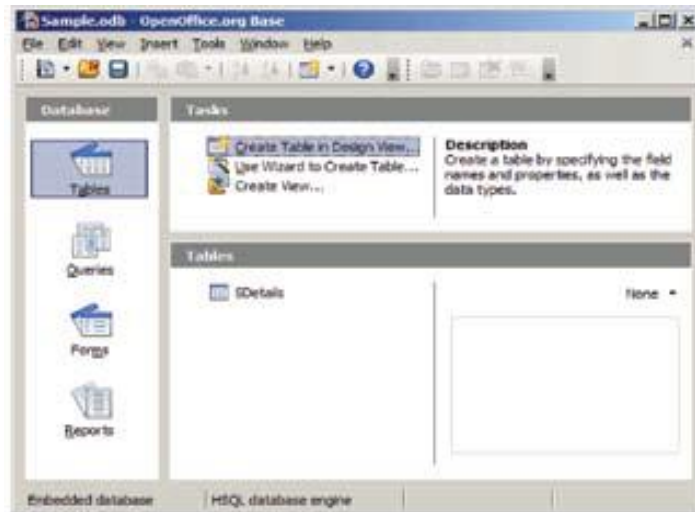 Sample.odb - OpenOffice.org Base
File Edit View Insert Tools Window Help
Database
Tables
Queries
Forms
Reports
Tasks
Create Table in Design View...
Use Wizard to Create Table...
Create View...
Description
Create a table by specifying the field
names and properties, as well as the
data types.
Tables
SDetails
None
Embedded database
HSQL database engine